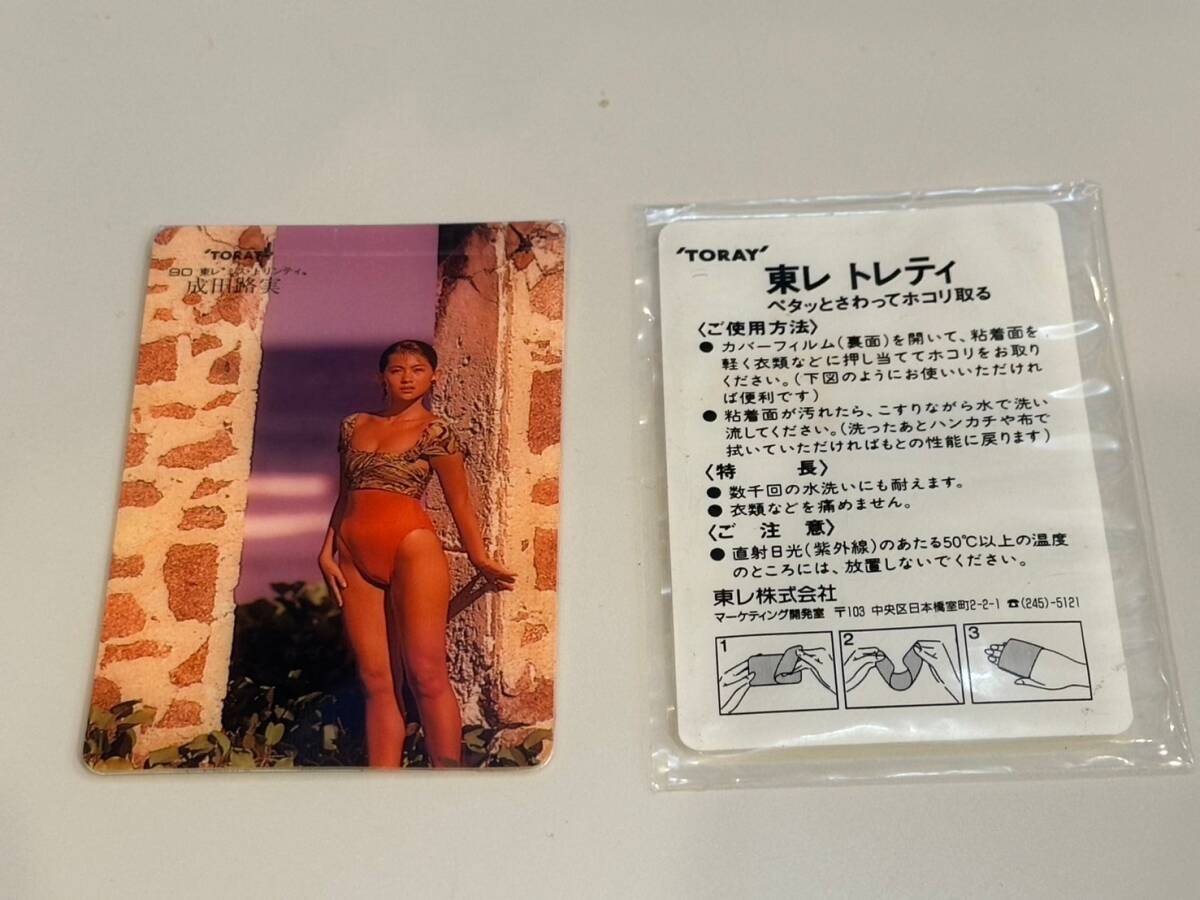 'TORAY'
90 東レ ミス・トリンティ
成田路実
'TORAY'
東レ トレティ
ペタッとさわってホコリ取る
〈ご使用方法〉
● カバーフィルム(裏面)を開いて、粘着面を
軽く衣類などに押し当ててホコリをお取り
ください。(下図のようにお使いいただけれ
ば便利です)
● 粘着面が汚れたら、こすりながら水で洗い
流してください。(洗ったあとハンカチや布で
拭いていただければもとの性能に戻ります)
〈特 長〉
● 数千回の水洗いにも耐えます。
● 衣類などを痛めません。
〈ご 注 意〉
● 直射日光(紫外線)のあたる50℃以上の温度
のところには、放置しないでください。
東レ株式会社
マーケティング開発室 〒103 中央区日本橋室町2-2-1 ☎(245)-5121
1
2
3